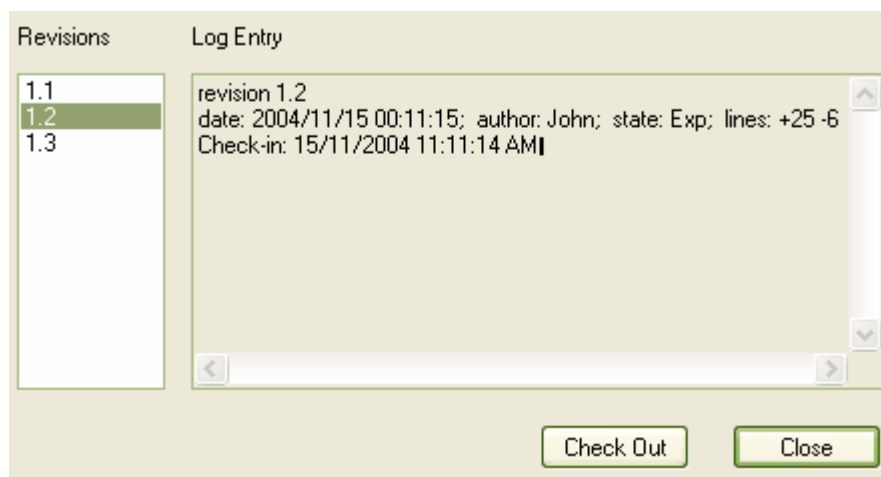 Revisions
Log Entry
1.1
1.2
1.3
revision 1.2
date: 2004/11/15 00:11:15;  author: John;  state: Exp;  lines: +25 -6
Check-in: 15/11/2004 11:11:14 AM
Check Out
Close